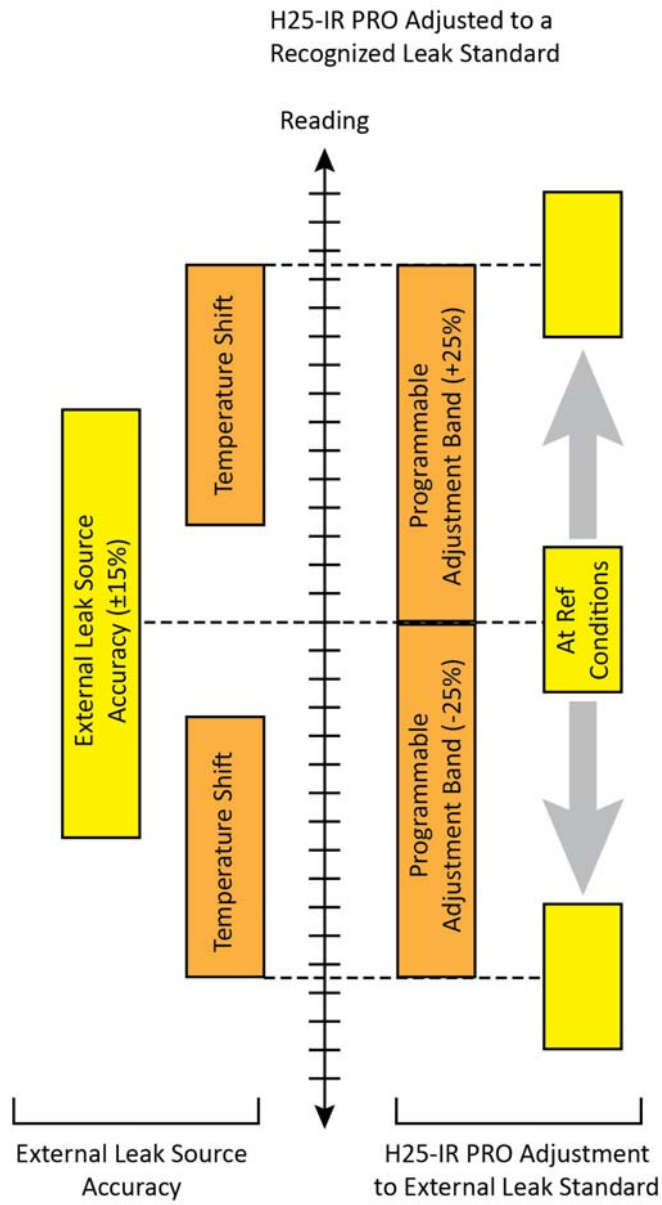 H25-IR PRO Adjusted to a
Recognized Leak Standard
Reading
External Leak Source
Accuracy (±15%)
Temperature Shift
Temperature Shift
Programmable
Adjustment Band (+25%)
Programmable
Adjustment Band (-25%)
At Ref
Conditions
External Leak Source
Accuracy
H25-IR PRO Adjustment
to External Leak Standard